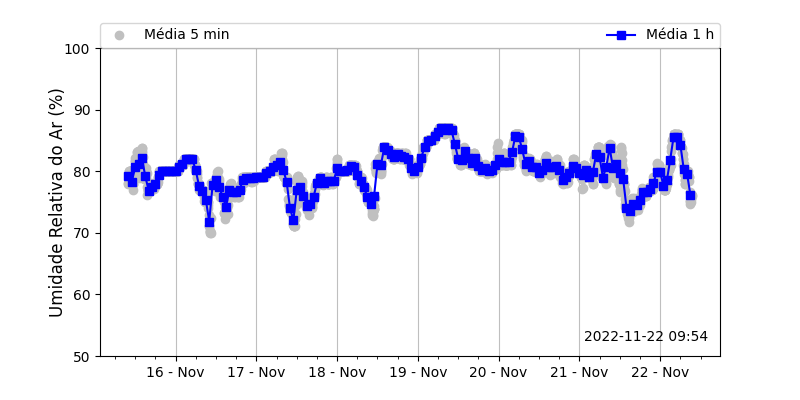 Média 5 min Média 1 h
Umidade Relativa do Ar (%)
100
90
80
70
60
50
2022-11-22 09:54
16 - Nov 17 - Nov 18 - Nov 19 - Nov 20 - Nov 21 - Nov 22 - Nov